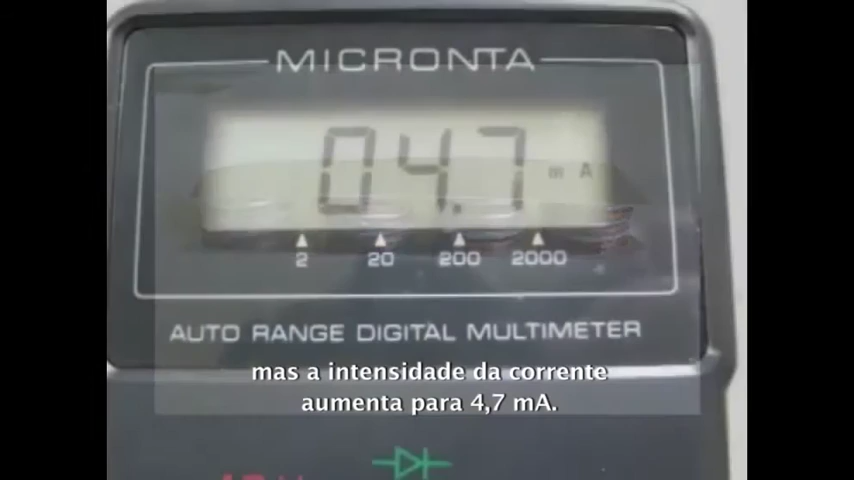 MICRONTA
04.7 m A
2 20 200 2000
AUTO RANGE DIGITAL MULTIMETER
mas a intensidade da corrente
aumenta para 4,7 mA.